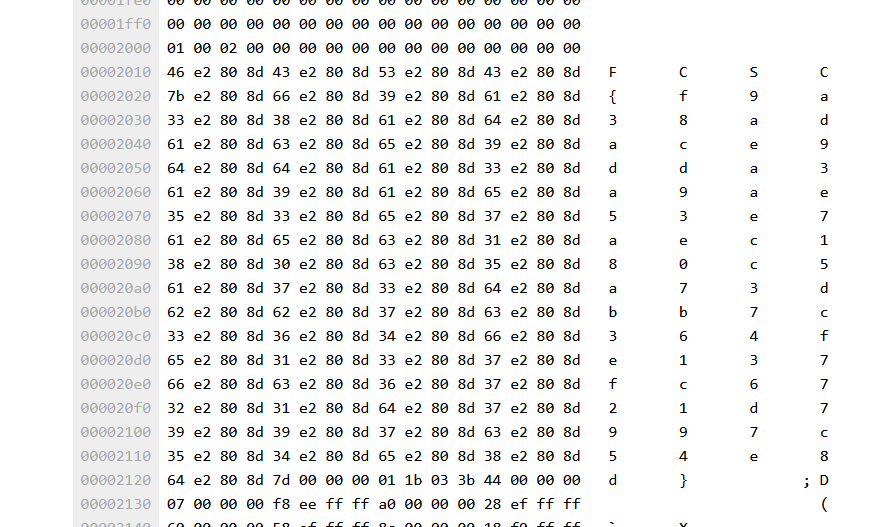 00001ff0 00 00 00 00 00 00 00 00 00 00 00 00 00 00 00 00
00002000 01 00 02 00 00 00 00 00 00 00 00 00 00 00 00 00
00002010 46 e2 80 8d 43 e2 80 8d 53 e2 80 8d 43 e2 80 8d F C S C
00002020 7b e2 80 8d 66 e2 80 8d 39 e2 80 8d 61 e2 80 8d { f 9 a
00002030 33 e2 80 8d 38 e2 80 8d 61 e2 80 8d 64 e2 80 8d 3 8 a d
00002040 61 e2 80 8d 63 e2 80 8d 65 e2 80 8d 39 e2 80 8d a c e 9
00002050 64 e2 80 8d 64 e2 80 8d 61 e2 80 8d 33 e2 80 8d d d a 3
00002060 61 e2 80 8d 39 e2 80 8d 61 e2 80 8d 65 e2 80 8d a 9 a e
00002070 35 e2 80 8d 33 e2 80 8d 65 e2 80 8d 37 e2 80 8d 5 3 e 7
00002080 61 e2 80 8d 65 e2 80 8d 63 e2 80 8d 31 e2 80 8d a e c 1
00002090 38 e2 80 8d 30 e2 80 8d 63 e2 80 8d 35 e2 80 8d 8 0 c 5
000020a0 61 e2 80 8d 37 e2 80 8d 33 e2 80 8d 64 e2 80 8d a 7 3 d
000020b0 62 e2 80 8d 62 e2 80 8d 37 e2 80 8d 63 e2 80 8d b b 7 c
000020c0 33 e2 80 8d 36 e2 80 8d 34 e2 80 8d 66 e2 80 8d 3 6 4 f
000020d0 65 e2 80 8d 31 e2 80 8d 33 e2 80 8d 37 e2 80 8d e 1 3 7
000020e0 66 e2 80 8d 63 e2 80 8d 36 e2 80 8d 37 e2 80 8d f c 6 7
000020f0 32 e2 80 8d 31 e2 80 8d 64 e2 80 8d 37 e2 80 8d 2 1 d 7
00002100 39 e2 80 8d 39 e2 80 8d 37 e2 80 8d 63 e2 80 8d 9 9 7 c
00002110 35 e2 80 8d 34 e2 80 8d 65 e2 80 8d 38 e2 80 8d 5 4 e 8
00002120 64 e2 80 8d 7d 00 00 00 01 1b 03 3b 44 00 00 00 d } ; D
00002130 07 00 00 00 f8 ee ff ff a0 00 00 00 28 ef ff ff (